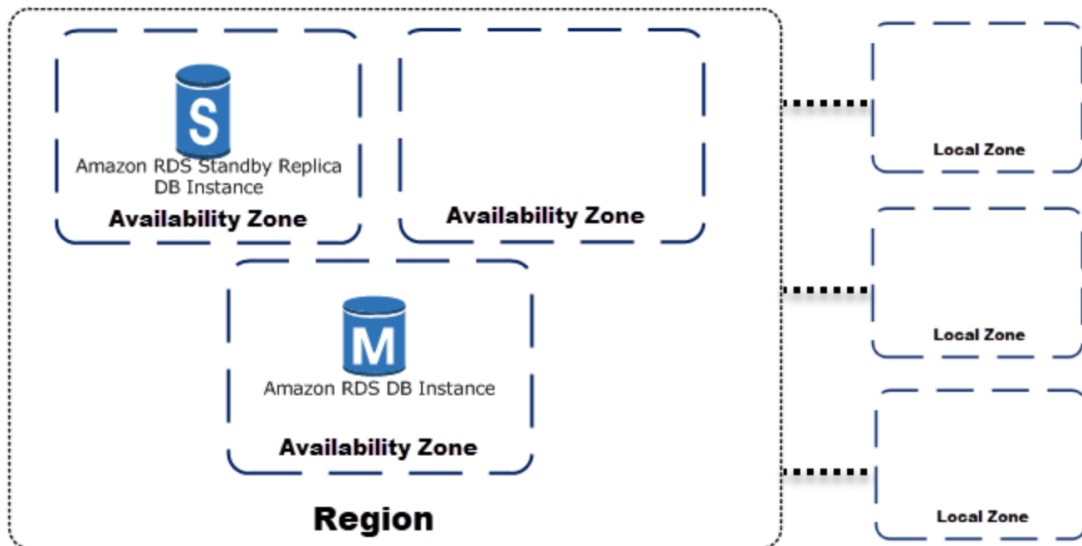 S
Amazon RDS Standby Replica
DB Instance
Availability Zone
Availability Zone
M
Amazon RDS DB Instance
Availability Zone
Region
Local Zone
Local Zone
Local Zone